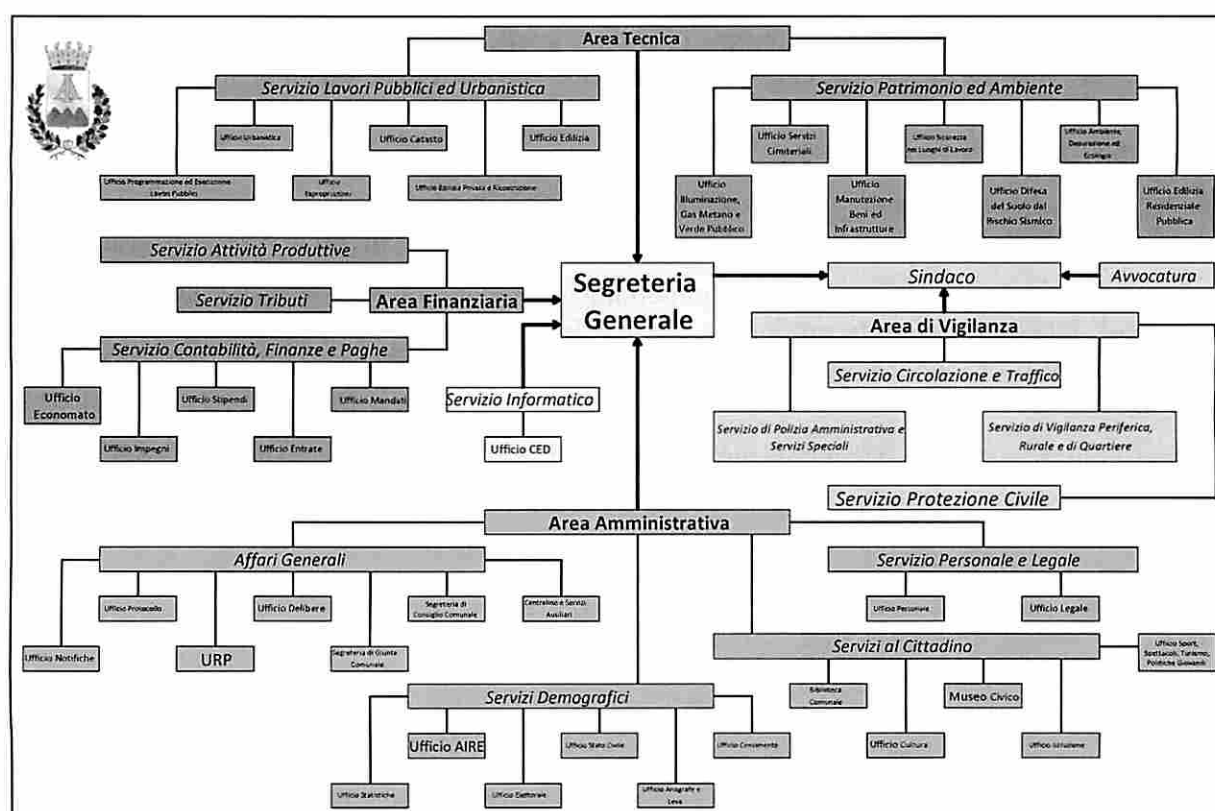 Area Tecnica
Servizio Lavori Pubblici ed Urbanistica
Servizio Patrimonio ed Ambiente
Ufficio Urbanistica
Ufficio Catasto
Ufficio Edilizia
Ufficio Programmazione ed Esecuzione
Lavori Pubblici
Ufficio
Espropriazioni
Ufficio Edilizia Privata e Ricostruzione
Ufficio Servizi
Cimiteriali
Ufficio Sicurezza
nei Luoghi di Lavoro
Ufficio Ambiente,
Depurazione ed
Ecologia
Ufficio
Illuminazione,
Gas Metano e
Verde Pubblico
Ufficio
Manutezione
Beni ed
Infrastrutture
Ufficio Difesa
del Suolo dal
Rischio Sismico
Ufficio Edilizia
Residenziale
Pubblica
Servizio Attività Produttive
Servizio Tributi
Area Finanziaria
Segreteria
Generale
Sindaco
Avvocatura
Area di Vigilanza
Servizio Contabilità, Finanze e Paghe
Ufficio
Economato
Ufficio Stipendi
Ufficio Mandati
Ufficio Impegni
Ufficio Entrate
Servizio Informatico
Ufficio CED
Servizio Circolazione e Traffico
Servizio di Polizia Amministrativa e
Servizi Speciali
Servizio di Vigilanza Periferica,
Rurale e di Quartiere
Servizio Protezione Civile
Area Amministrativa
Affari Generali
Servizio Personale e Legale
Ufficio Protocollo
Ufficio Delibere
Segreteria di
Consiglio Comunale
Centralino e Servizi
Ausiliari
Ufficio Notifiche
URP
Segreteria di Giunta
Comunale
Ufficio Personale
Ufficio Legale
Servizi al Cittadino
Ufficio Sport,
Spettacoli, Turismo,
Politiche Giovanili
Biblioteca
Comunale
Museo Civico
Ufficio Cultura
Ufficio Istruzione
Servizi Demografici
Ufficio AIRE
Ufficio Stato Civile
Ufficio Censimento
Ufficio Statistiche
Ufficio Elettorale
Ufficio Anagrafe e
Leva